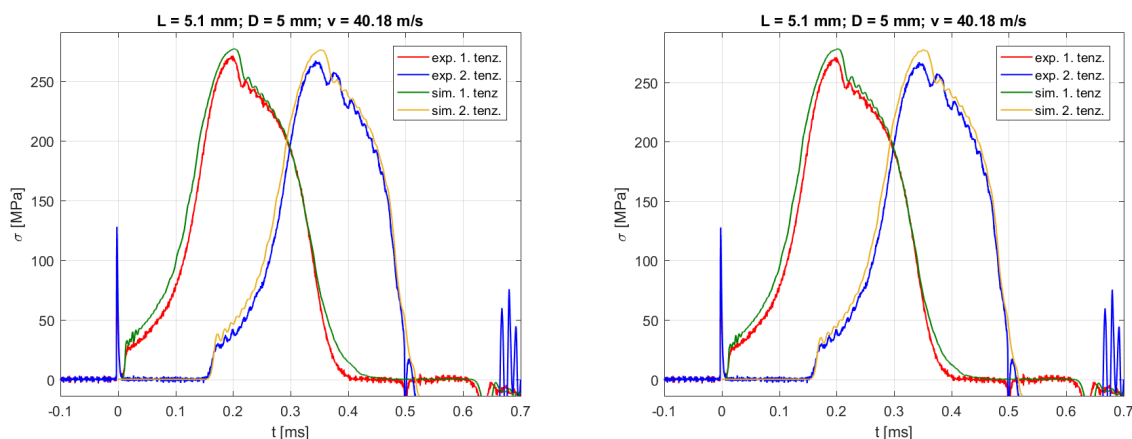 L = 5.1 mm; D = 5 mm; v = 40.18 m/s
exp. 1. tenz.
exp. 2. tenz.
sim. 1. tenz.
sim. 2. tenz.
250
200
150
100
50
0
σ [MPa]
-0.1 0 0.1 0.2 0.3 0.4 0.5 0.6 0.7
t [ms]
L = 5.1 mm; D = 5 mm; v = 40.18 m/s
exp. 1. tenz.
exp. 2. tenz.
sim. 1. tenz.
sim. 2. tenz.
250
200
150
100
50
0
σ [MPa]
-0.1 0 0.1 0.2 0.3 0.4 0.5 0.6 0.7
t [ms]